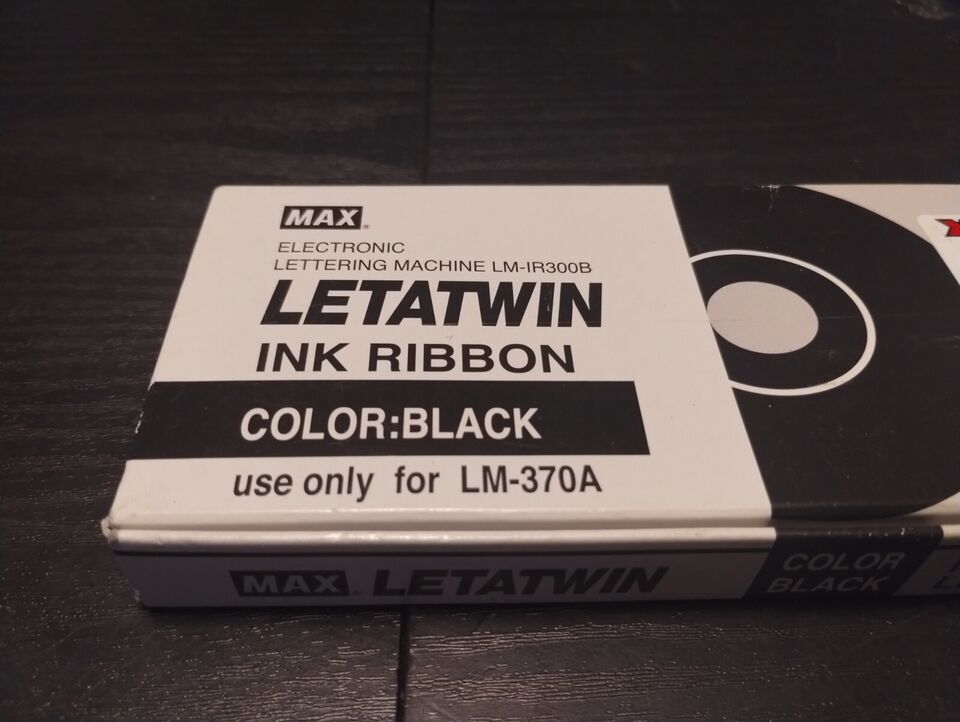 MAX
ELECTRONIC
LETTERING MACHINE LM-IR300B
LETATWIN
INK RIBBON
COLOR:BLACK
use only for LM-370A
MAX LETATWIN
COLOR
BLACK